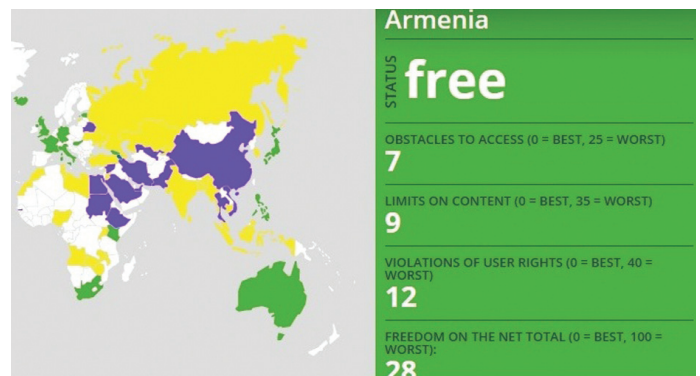 Armenia
STATUS
free
OBSTACLES TO ACCESS (0 = BEST, 25 = WORST)
7
LIMITS ON CONTENT (0 = BEST, 35 = WORST)
9
VIOLATIONS OF USER RIGHTS (0 = BEST, 40 =
WORST)
12
FREEDOM ON THE NET TOTAL (0 = BEST, 100 =
WORST):
28